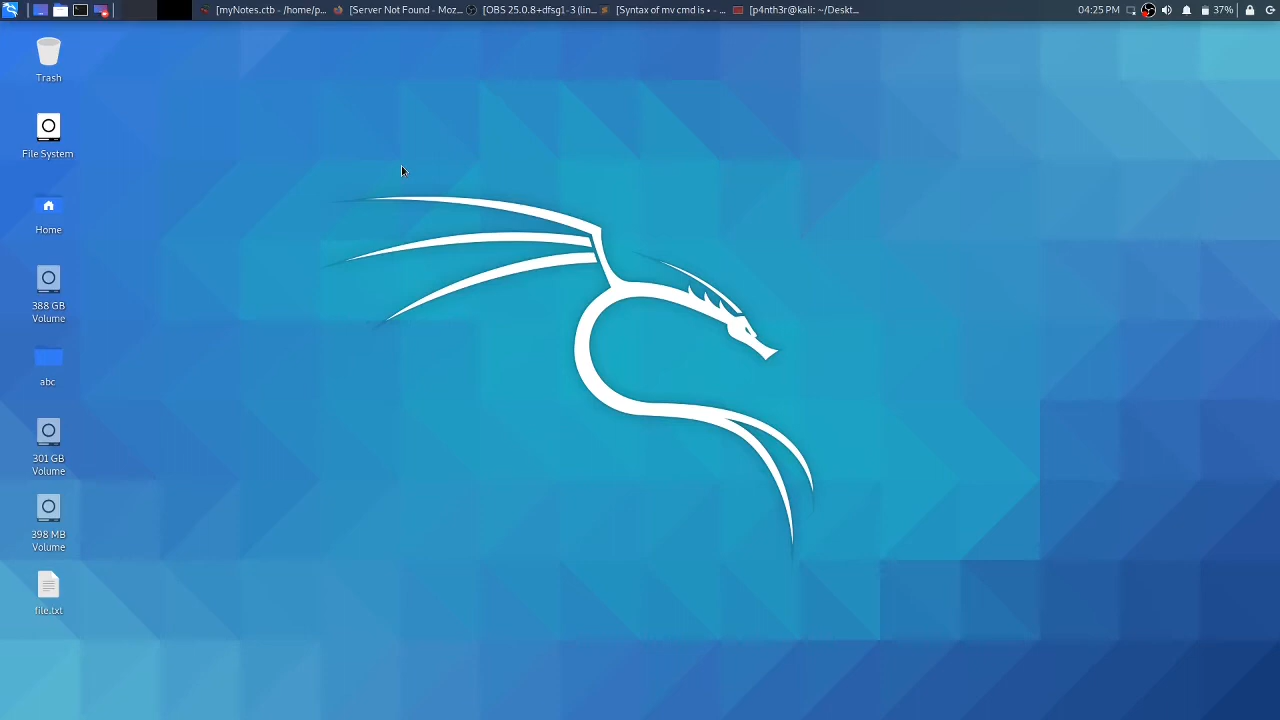 [myNotes.ctb - /home/p...
[Server Not Found - Moz...
[OBS 25.0.8+dfsg1-3 (lin...
[Syntax of mv cmd is • - ...
[p4nth3r@kali: ~/Deskt...
04:25 PM
37%
Trash
File System
Home
388 GB
Volume
abc
301 GB
Volume
398 MB
Volume
file.txt